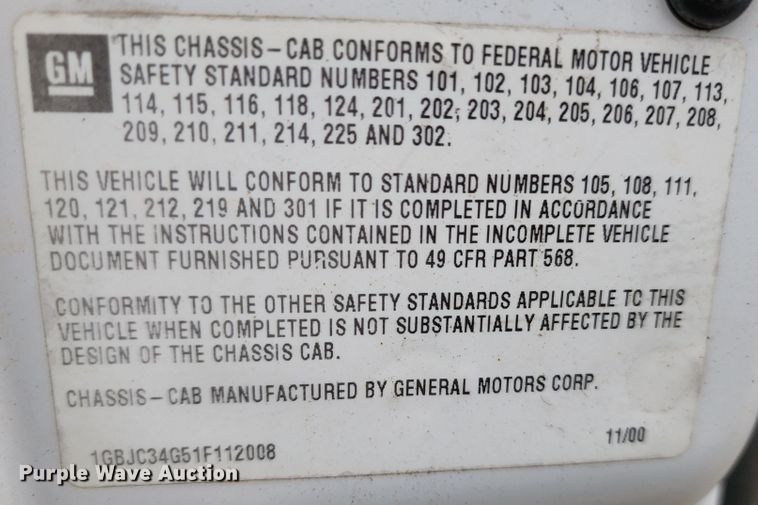 GM
THIS CHASSIS-CAB CONFORMS TO FEDERAL MOTOR VEHICLE
SAFETY STANDARD NUMBERS 101, 102, 103, 104, 106, 107, 113,
114, 115, 116, 118, 124, 201, 202, 203, 204, 205, 206, 207, 208,
209, 210, 211, 214, 225 AND 302.
THIS VEHICLE WILL CONFORM TO STANDARD NUMBERS 105, 108, 111,
120, 121, 212, 219 AND 301 IF IT IS COMPLETED IN ACCORDANCE
WITH THE INSTRUCTIONS CONTAINED IN THE INCOMPLETE VEHICLE
DOCUMENT FURNISHED PURSUANT TO 49 CFR PART 568.
CONFORMITY TO THE OTHER SAFETY STANDARDS APPLICABLE TO THIS
VEHICLE WHEN COMPLETED IS NOT SUBSTANTIALLY AFFECTED BY THE
DESIGN OF THE CHASSIS CAB.
CHASSIS-CAB MANUFACTURED BY GENERAL MOTORS CORP.
1GBJC34G51F112008
11/00
Purple Wave Auction